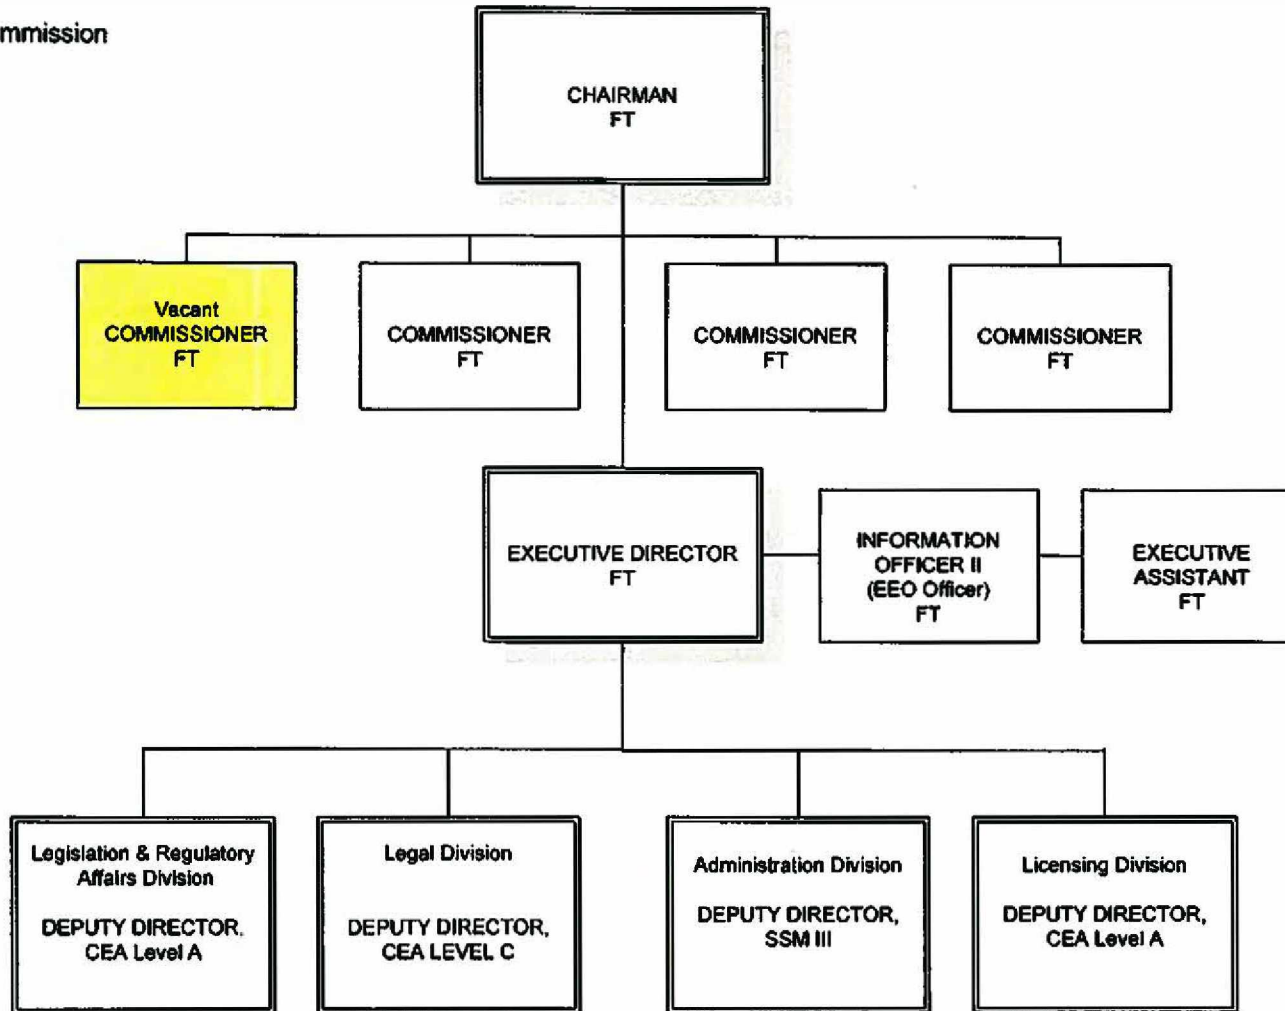 mmission
CHAIRMAN
FT
Vacant
COMMISSIONER
FT
COMMISSIONER
FT
COMMISSIONER
FT
COMMISSIONER
FT
EXECUTIVE DIRECTOR
FT
INFORMATION
OFFICER II
(EEO Officer)
FT
EXECUTIVE
ASSISTANT
FT
Legislation & Regulatory
Affairs Division
DEPUTY DIRECTOR,
CEA Level A
Legal Division
DEPUTY DIRECTOR,
CEA LEVEL C
Administration Division
DEPUTY DIRECTOR,
SSM III
Licensing Division
DEPUTY DIRECTOR,
CEA Level A